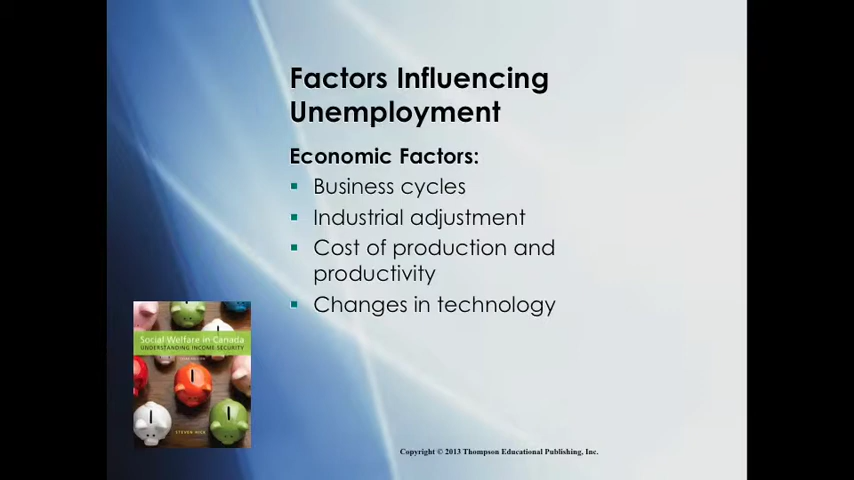 Factors Influencing
Unemployment
Economic Factors:
▪ Business cycles
▪ Industrial adjustment
▪ Cost of production and
productivity
▪ Changes in technology
Social Welfare in Canada
UNDERSTANDING INCOME SECURITY
STEVEN HICK
Copyright © 2013 Thompson Educational Publishing, Inc.